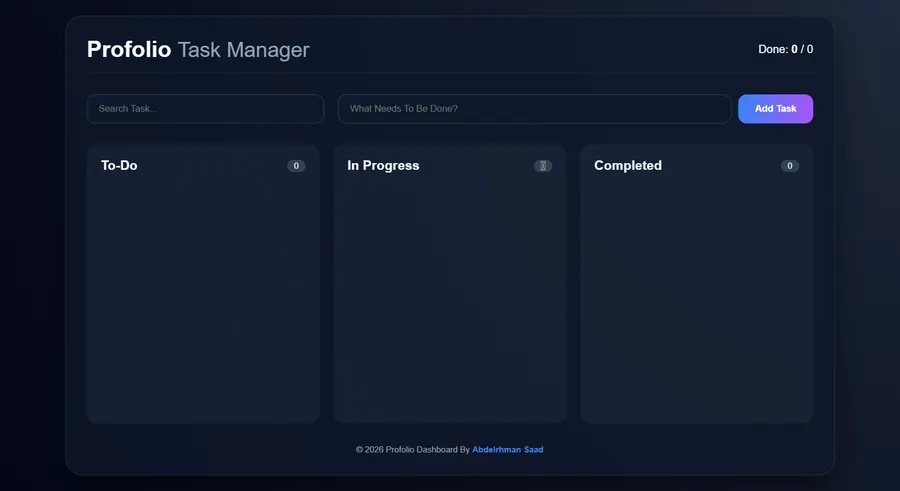 Profolio Task Manager
Done: 0 / 0
Search Task...
What Needs To Be Done?
Add Task
To-Do
0
In Progress
Completed
0
© 2026 Profolio Dashboard By Abdelrhman Saad